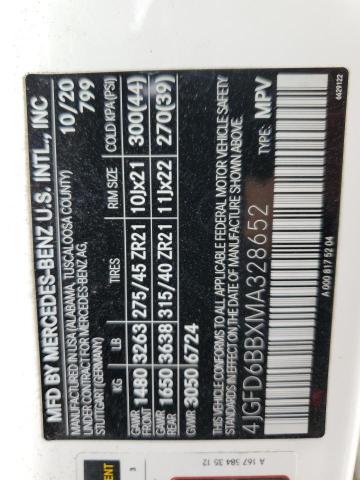 MFD BY MERCEDES-BENZ U.S. INTL., INC
MANUFACTURED IN USA (ALABAMA, TUSCALOOSA COUNTY)
UNDER CONTRACTOR MERCEDES-BENZ AG,
STUTTGART (GERMANY)
10/20
799
KG LB TIRES RIM SIZE COLD KPA(PSI)
GAWR FRONT 1480 3263 275/45 ZR21 10Jx21 300(44)
GAWR REAR 1650 3638 315/40 ZR21 11Jx22 270(39)
GVWR 3050 6724
THIS VEHICLE CONFORMS TO ALL APPLICABLE FEDERAL MOTOR VEHICLE SAFETY
STANDARDS IN EFFECT ON THE DATE OF MANUFACTURE SHOWN ABOVE.
4JGFD6BBXMA328652 TYPE: MPV
A 000 817 52 04
6629122
A 167 384 35 12
3